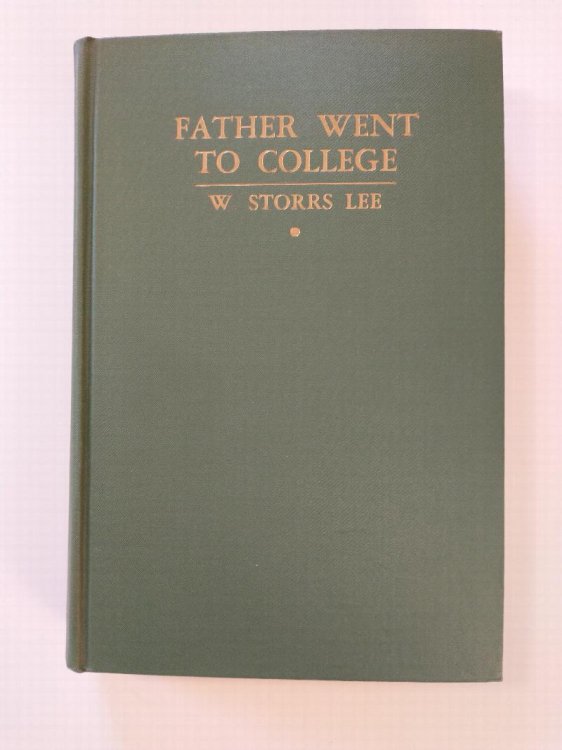 FATHER WENT
TO COLLEGE
W STORRS LEE